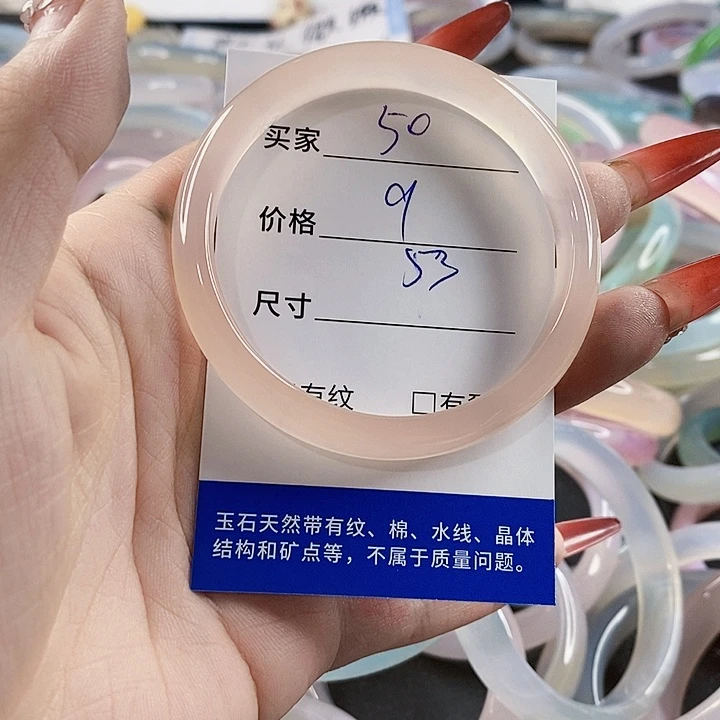 买家 50
价格 9
尺寸 53
有纹 □有
玉石天然带有纹、棉、水线、晶体
结构和矿点等，不属于质量问题。